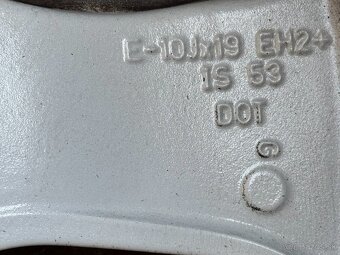 E-10Jx19 EH2+
IS 53
DOT
G